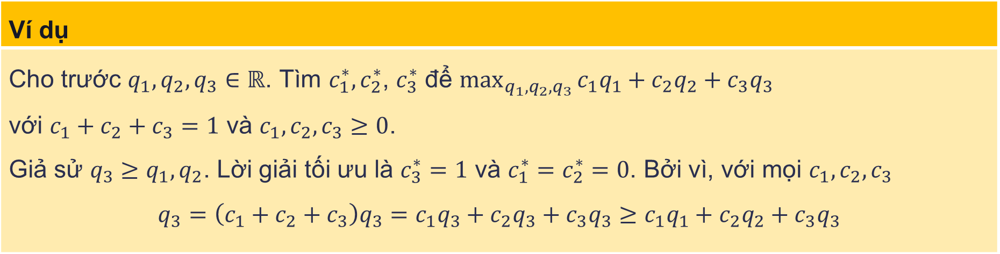 Ví dụ
Cho trước $q_1, q_2, q_3 \in \mathbb{R}$. Tìm $c_1^*, c_2^*, c_3^*$ để $\max_{q_1,q_2,q_3} c_1q_1 + c_2q_2 + c_3q_3$
với $c_1 + c_2 + c_3 = 1$ và $c_1, c_2, c_3 \geq 0$.
Giả sử $q_3 \geq q_1, q_2$. Lời giải tối ưu là $c_3^* = 1$ và $c_1^* = c_2^* = 0$. Bởi vì, với mọi $c_1, c_2, c_3$
$q_3 = (c_1 + c_2 + c_3)q_3 = c_1q_3 + c_2q_3 + c_3q_3 \geq c_1q_1 + c_2q_2 + c_3q_3$